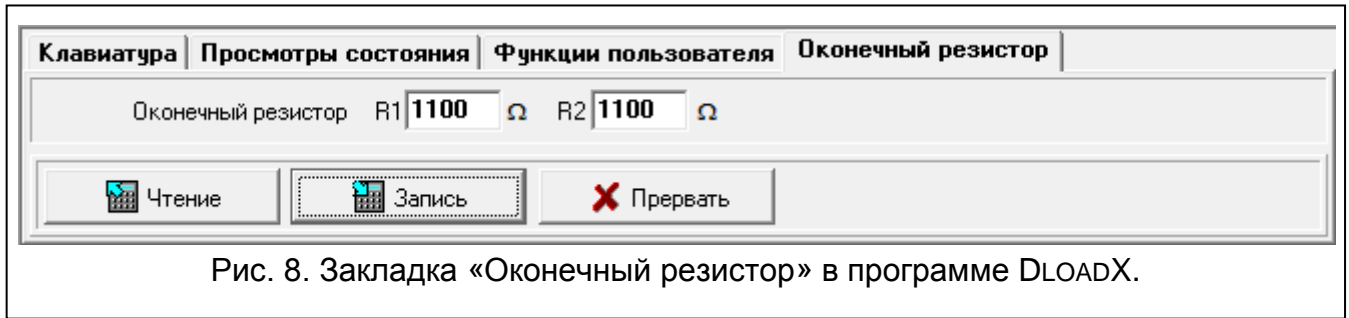 Клавиатура Просмотры состояния Функции пользователя Оконечный резистор
Оконечный резистор R1 1100 Ω R2 1100 Ω
Чтение Запись Прервать
Рис. 8. Закладка «Оконечный резистор» в программе DLOADX.